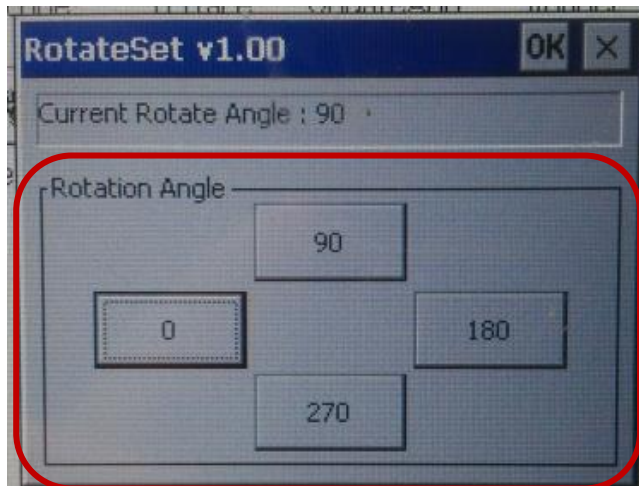 RotateSet v1.00 OK ×
Current Rotate Angle : 90
Rotation Angle
90
0 180
270